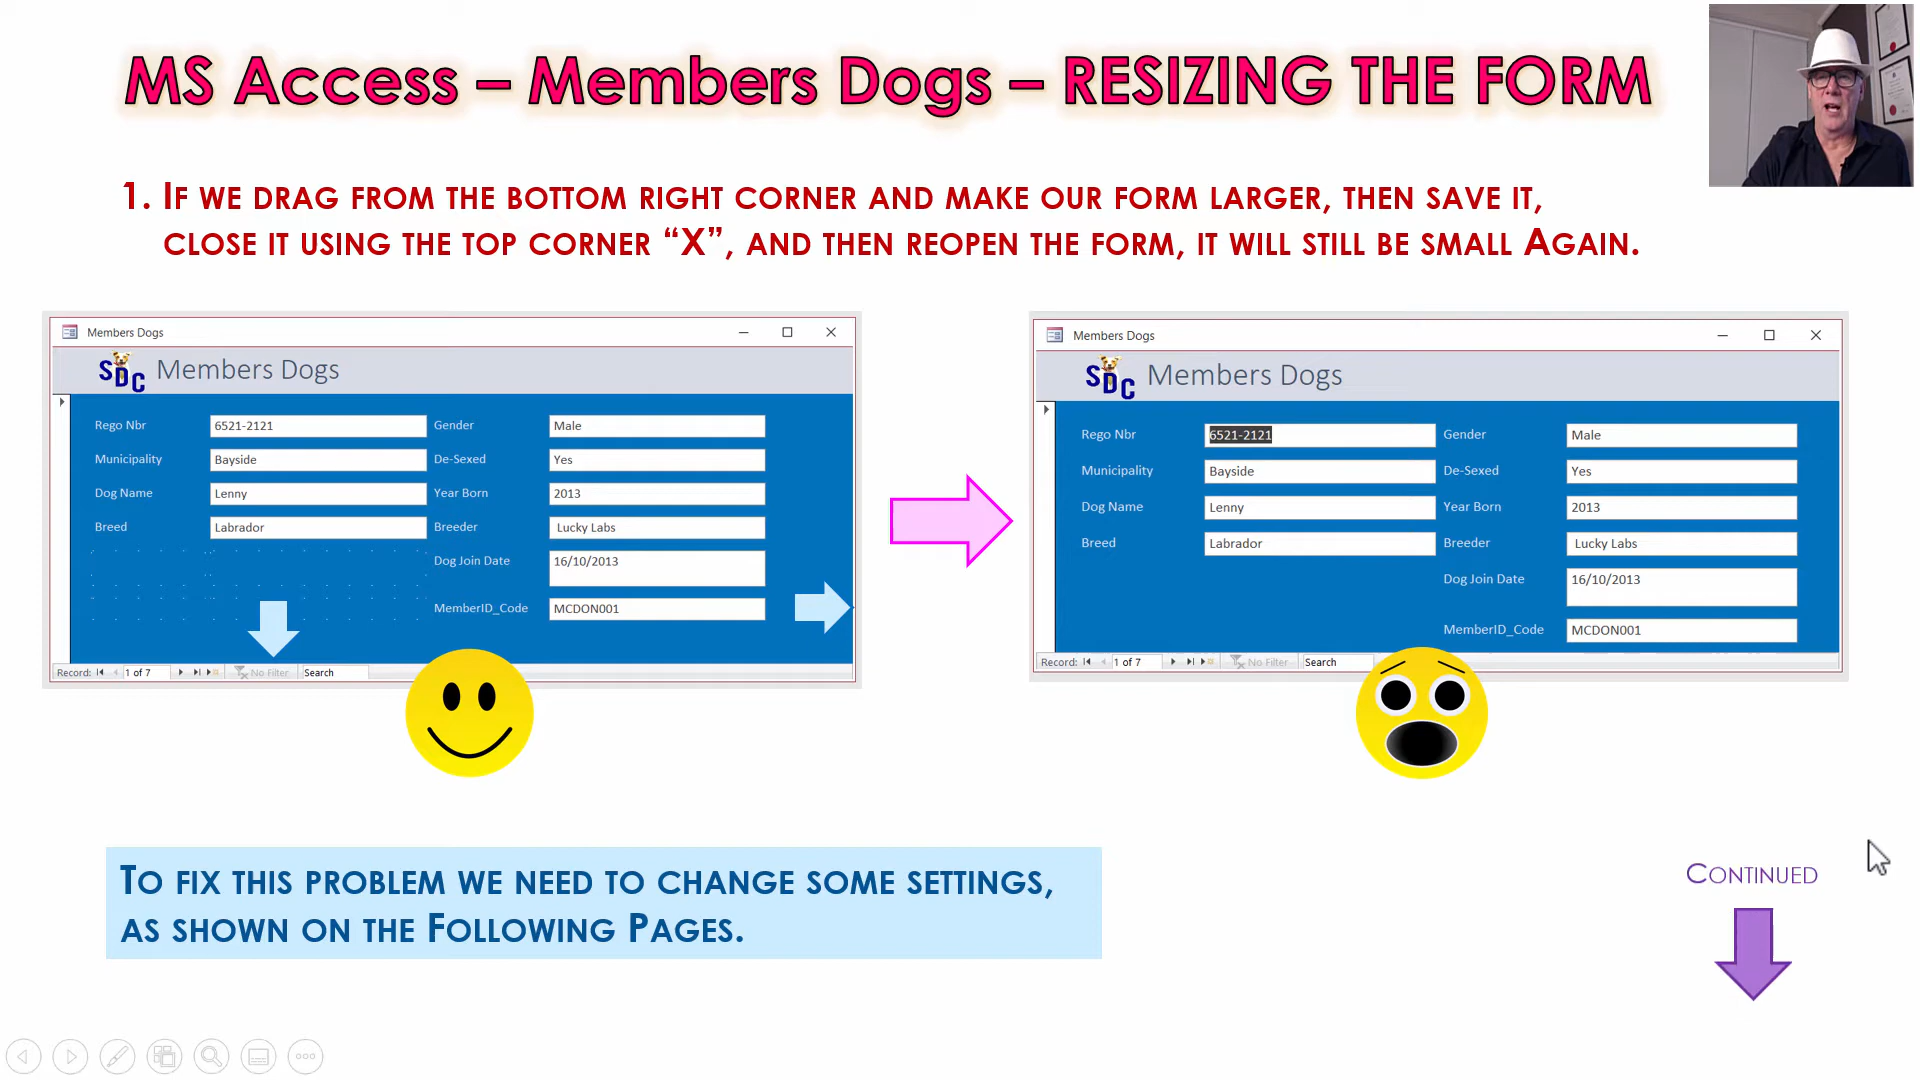 MS Access – Members Dogs – RESIZING THE FORM
1. If we drag from the bottom right corner and make our form larger, then save it,
close it using the top corner “X”, and then reopen the form, it will still be small Again.
Members Dogs
SDC Members Dogs
Rego Nbr 6521-2121 Gender Male
Municipality Bayside De-Sexed Yes
Dog Name Lenny Year Born 2013
Breed Labrador Breeder Lucky Labs
Dog Join Date 16/10/2013
MemberID_Code MCDON001
Record: 1 of 7 No Filter Search
Members Dogs
SDC Members Dogs
Rego Nbr 6521-2121 Gender Male
Municipality Bayside De-Sexed Yes
Dog Name Lenny Year Born 2013
Breed Labrador Breeder Lucky Labs
Dog Join Date 16/10/2013
MemberID_Code MCDON001
Record: 1 of 7 No Filter Search
To fix this problem we need to change some settings,
as shown on the Following Pages.
Continued